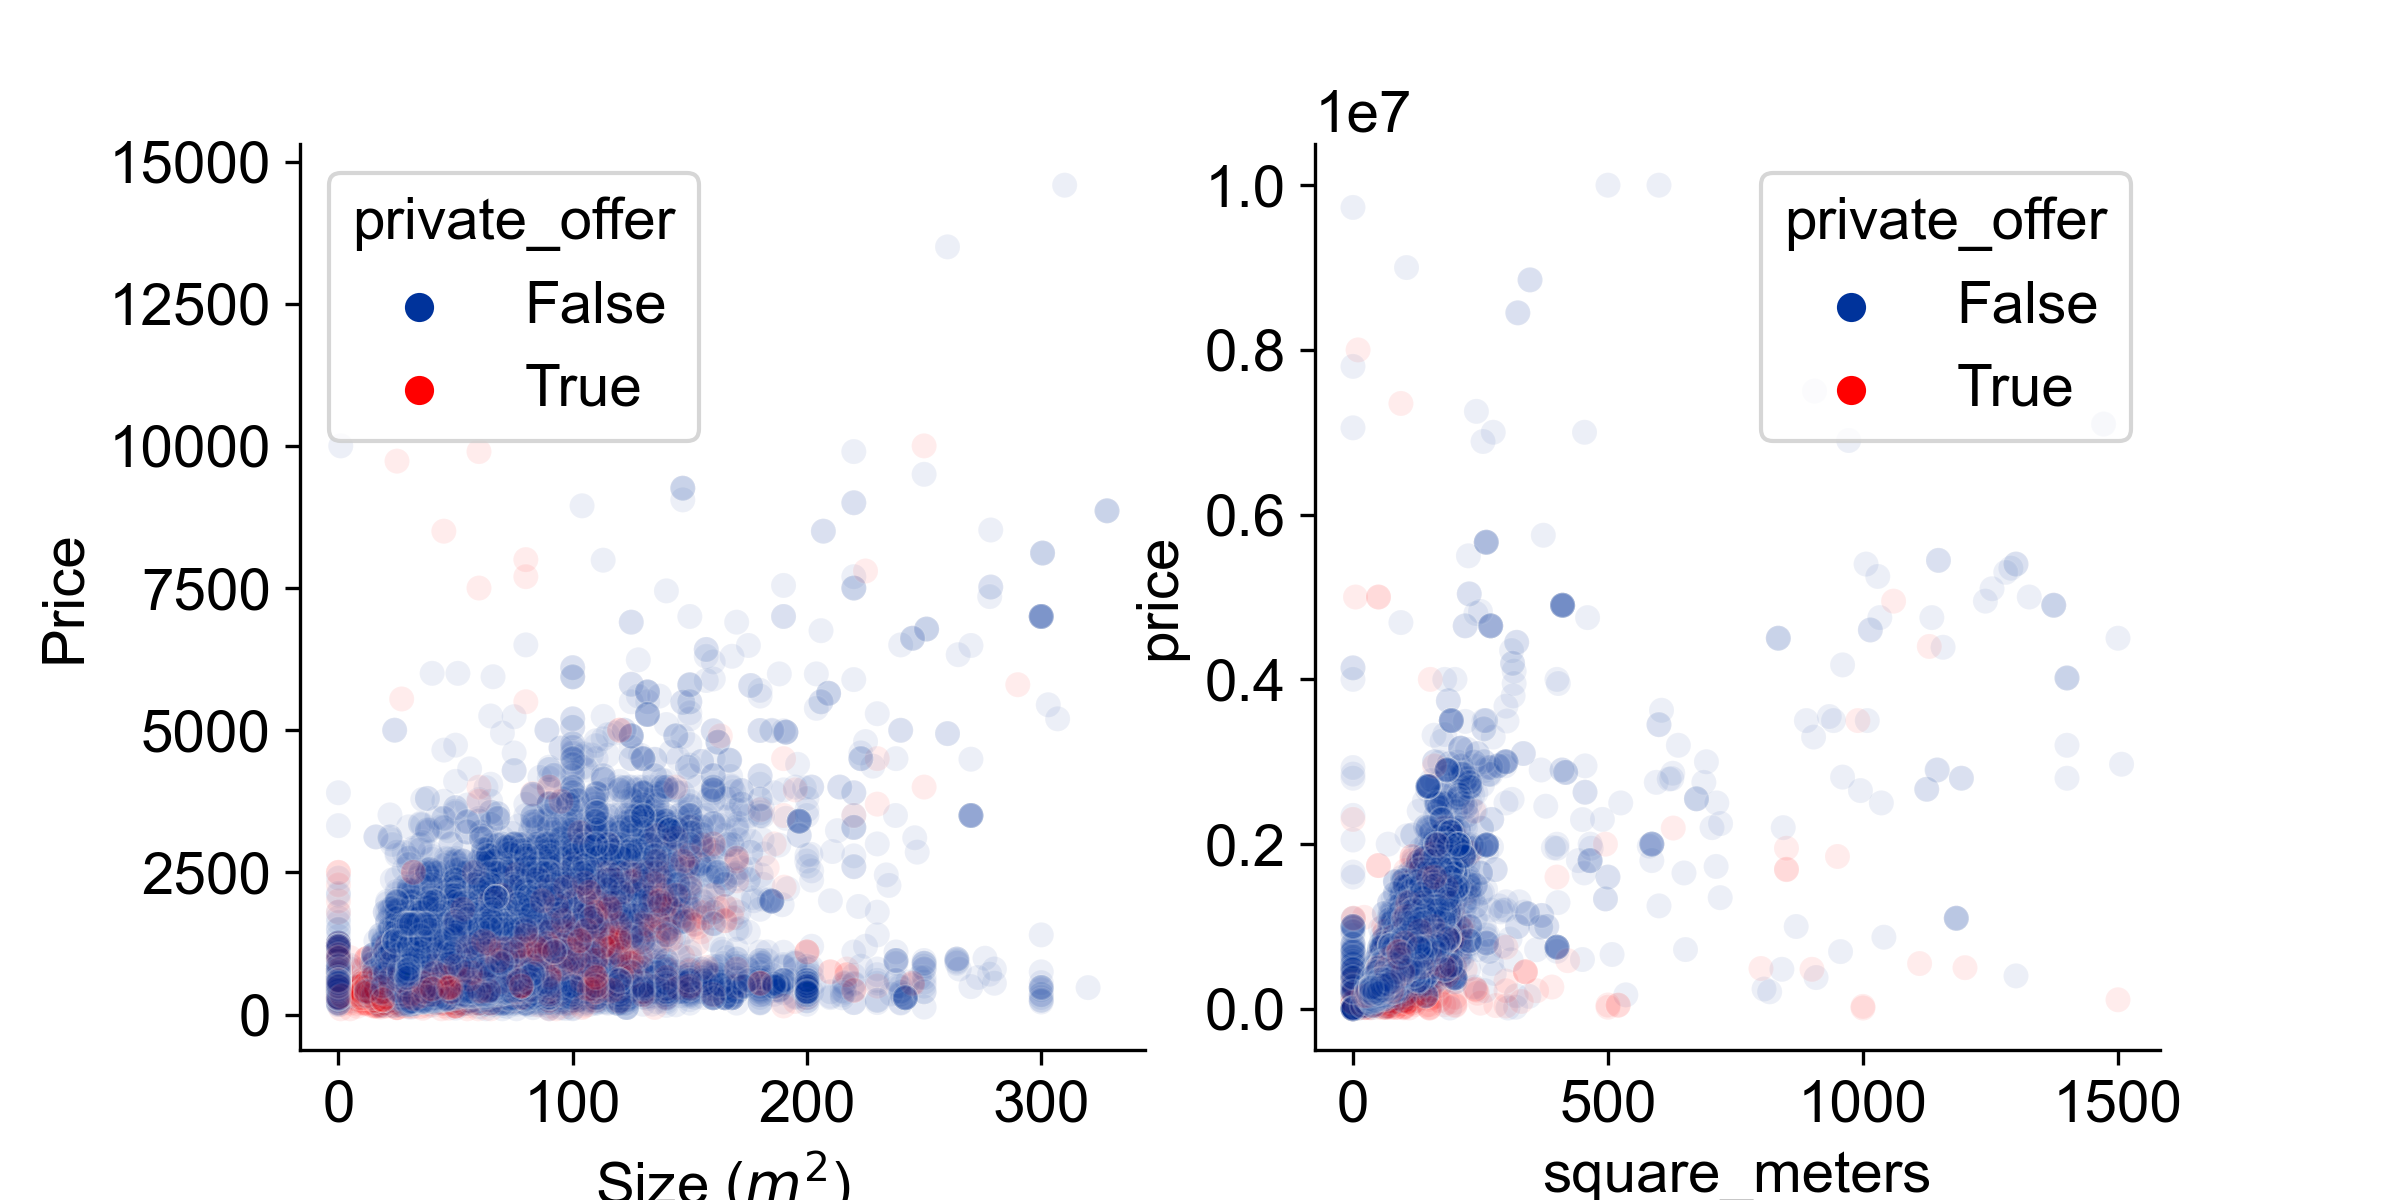 15000
12500
10000
7500
5000
2500
0
Price
private_offer
False
True
0 100 200 300
Size (m²)
1e7
1.0
0.8
0.6
0.4
0.2
0.0
price
private_offer
False
True
0 500 1000 1500
square_meters